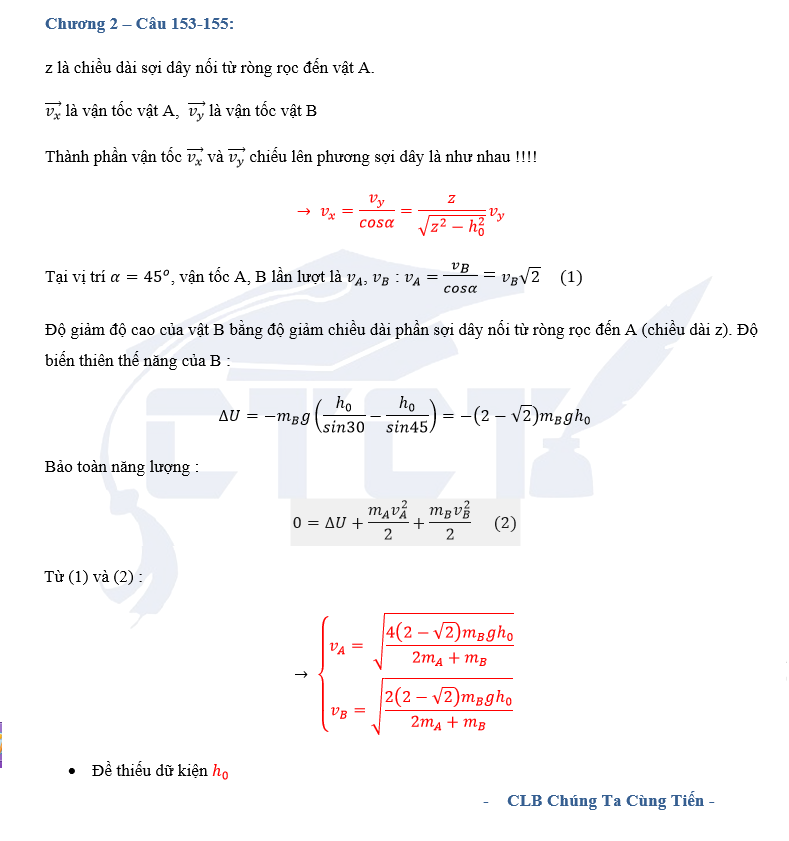 Chương 2 – Câu 153-155:
z là chiều dài sợi dây nối từ ròng rọc đến vật A.
$\overrightarrow{v_x}$ là vận tốc vật A, $\overrightarrow{v_y}$ là vận tốc vật B
Thành phần vận tốc $\overrightarrow{v_x}$ và $\overrightarrow{v_y}$ chiếu lên phương sợi dây là như nhau !!!!
$\rightarrow v_x = \frac{v_y}{cos\alpha} = \frac{z}{\sqrt{z^2 - h_0^2}} v_y$
Tại vị trí $\alpha = 45^o$, vận tốc A, B lần lượt là $v_A$, $v_B$ : $v_A = \frac{v_B}{cos\alpha} = v_B\sqrt{2}$ (1)
Độ giảm độ cao của vật B bằng độ giảm chiều dài phần sợi dây nối từ ròng rọc đến A (chiều dài z). Độ
biến thiên thế năng của B :
$\Delta U = -m_B g \left( \frac{h_0}{sin30} - \frac{h_0}{sin45} \right) = -(2 - \sqrt{2}) m_B g h_0$
Bảo toàn năng lượng :
$0 = \Delta U + \frac{m_A v_A^2}{2} + \frac{m_B v_B^2}{2}$ (2)
Từ (1) và (2) :
$\rightarrow \begin{cases} v_A = \sqrt{\frac{4(2 - \sqrt{2}) m_B g h_0}{2m_A + m_B}} \\ v_B = \sqrt{\frac{2(2 - \sqrt{2}) m_B g h_0}{2m_A + m_B}} \end{cases}$
• Đề thiếu dữ kiện $h_0$
- CLB Chúng Ta Cùng Tiến -
CTCT